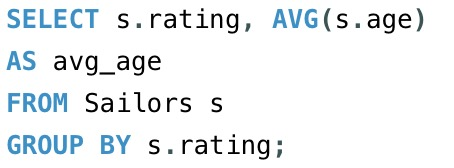 SELECT s.rating, AVG(s.age)
AS avg_age
FROM Sailors s
GROUP BY s.rating;